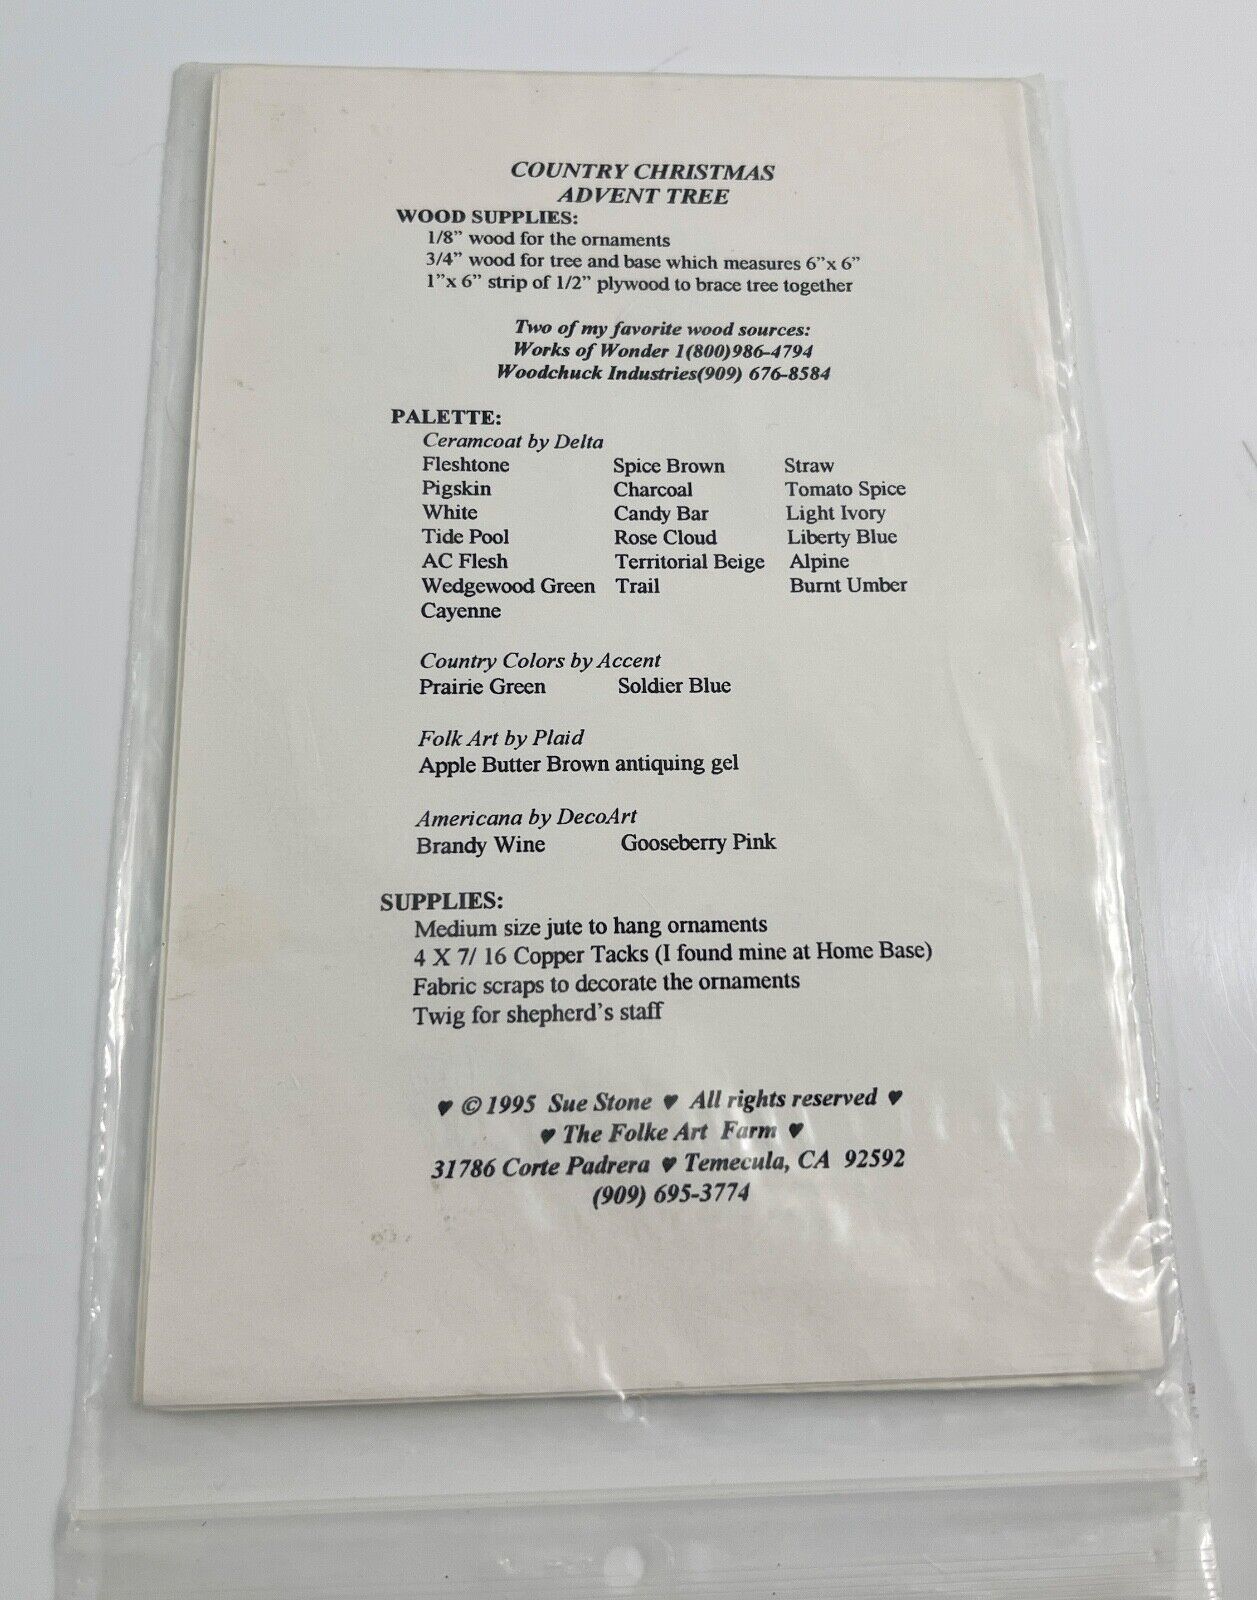 COUNTRY CHRISTMAS
ADVENT TREE
WOOD SUPPLIES:
1/8" wood for the ornaments
3/4" wood for tree and base which measures 6"x 6"
1"x 6" strip of 1/2" plywood to brace tree together
Two of my favorite wood sources:
Works of Wonder 1(800)986-4794
Woodchuck Industries(909) 676-8584
PALETTE:
Ceramcoat by Delta
Fleshtone Spice Brown Straw
Pigskin Charcoal Tomato Spice
White Candy Bar Light Ivory
Tide Pool Rose Cloud Liberty Blue
AC Flesh Territorial Beige Alpine
Wedgewood Green Trail Burnt Umber
Cayenne
Country Colors by Accent
Prairie Green Soldier Blue
Folk Art by Plaid
Apple Butter Brown antiquing gel
Americana by DecoArt
Brandy Wine Gooseberry Pink
SUPPLIES:
Medium size jute to hang ornaments
4 X 7/ 16 Copper Tacks (I found mine at Home Base)
Fabric scraps to decorate the ornaments
Twig for shepherd's staff
♥ © 1995 Sue Stone ♥ All rights reserved ♥
♥ The Folke Art Farm ♥
31786 Corte Padrera ♥ Temecula, CA 92592
(909) 695-3774